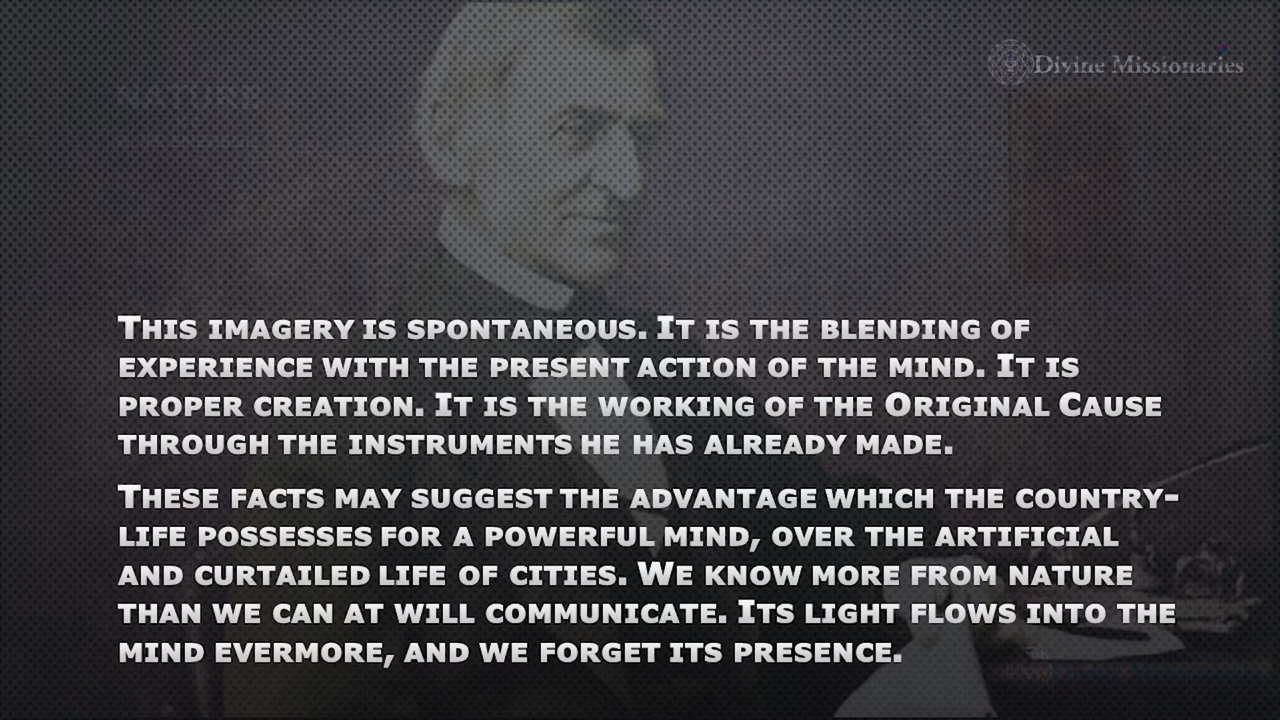 NATURE
Divine Missionaries
This imagery is spontaneous. It is the blending of
experience with the present action of the mind. It is
proper creation. It is the working of the Original Cause
through the instruments he has already made.
These facts may suggest the advantage which the country-
life possesses for a powerful mind, over the artificial
and curtailed life of cities. We know more from nature
than we can at will communicate. Its light flows into the
mind evermore, and we forget its presence.